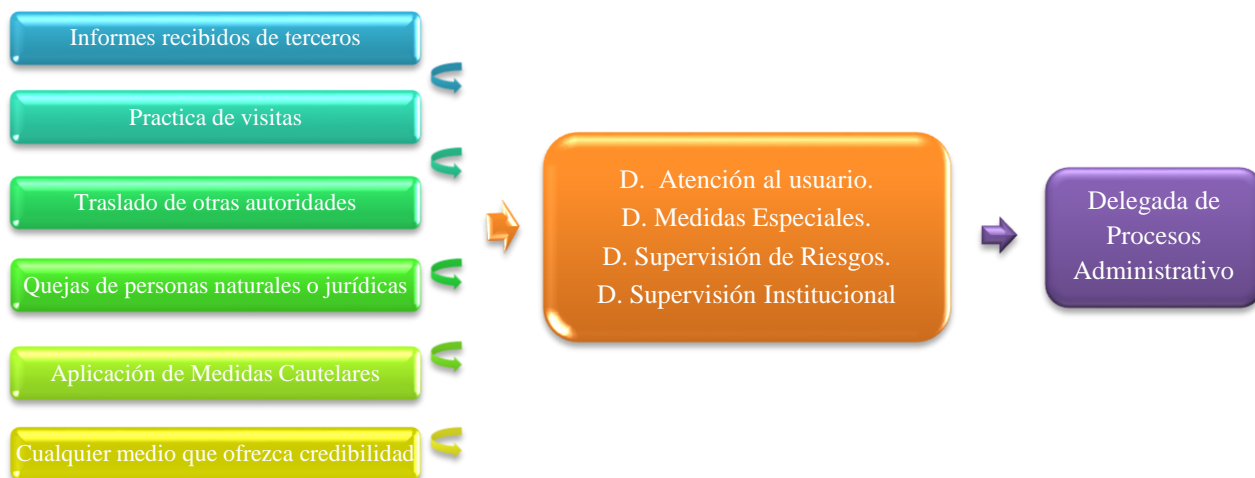 Informes recibidos de terceros
Practica de visitas
Traslado de otras autoridades
Quejas de personas naturales o jurídicas
Aplicación de Medidas Cautelares
Cualquier medio que ofrezca credibilidad
D. Atención al usuario.
D. Medidas Especiales.
D. Supervisión de Riesgos.
D. Supervisión Institucional
Delegada de
Procesos
Administrativo